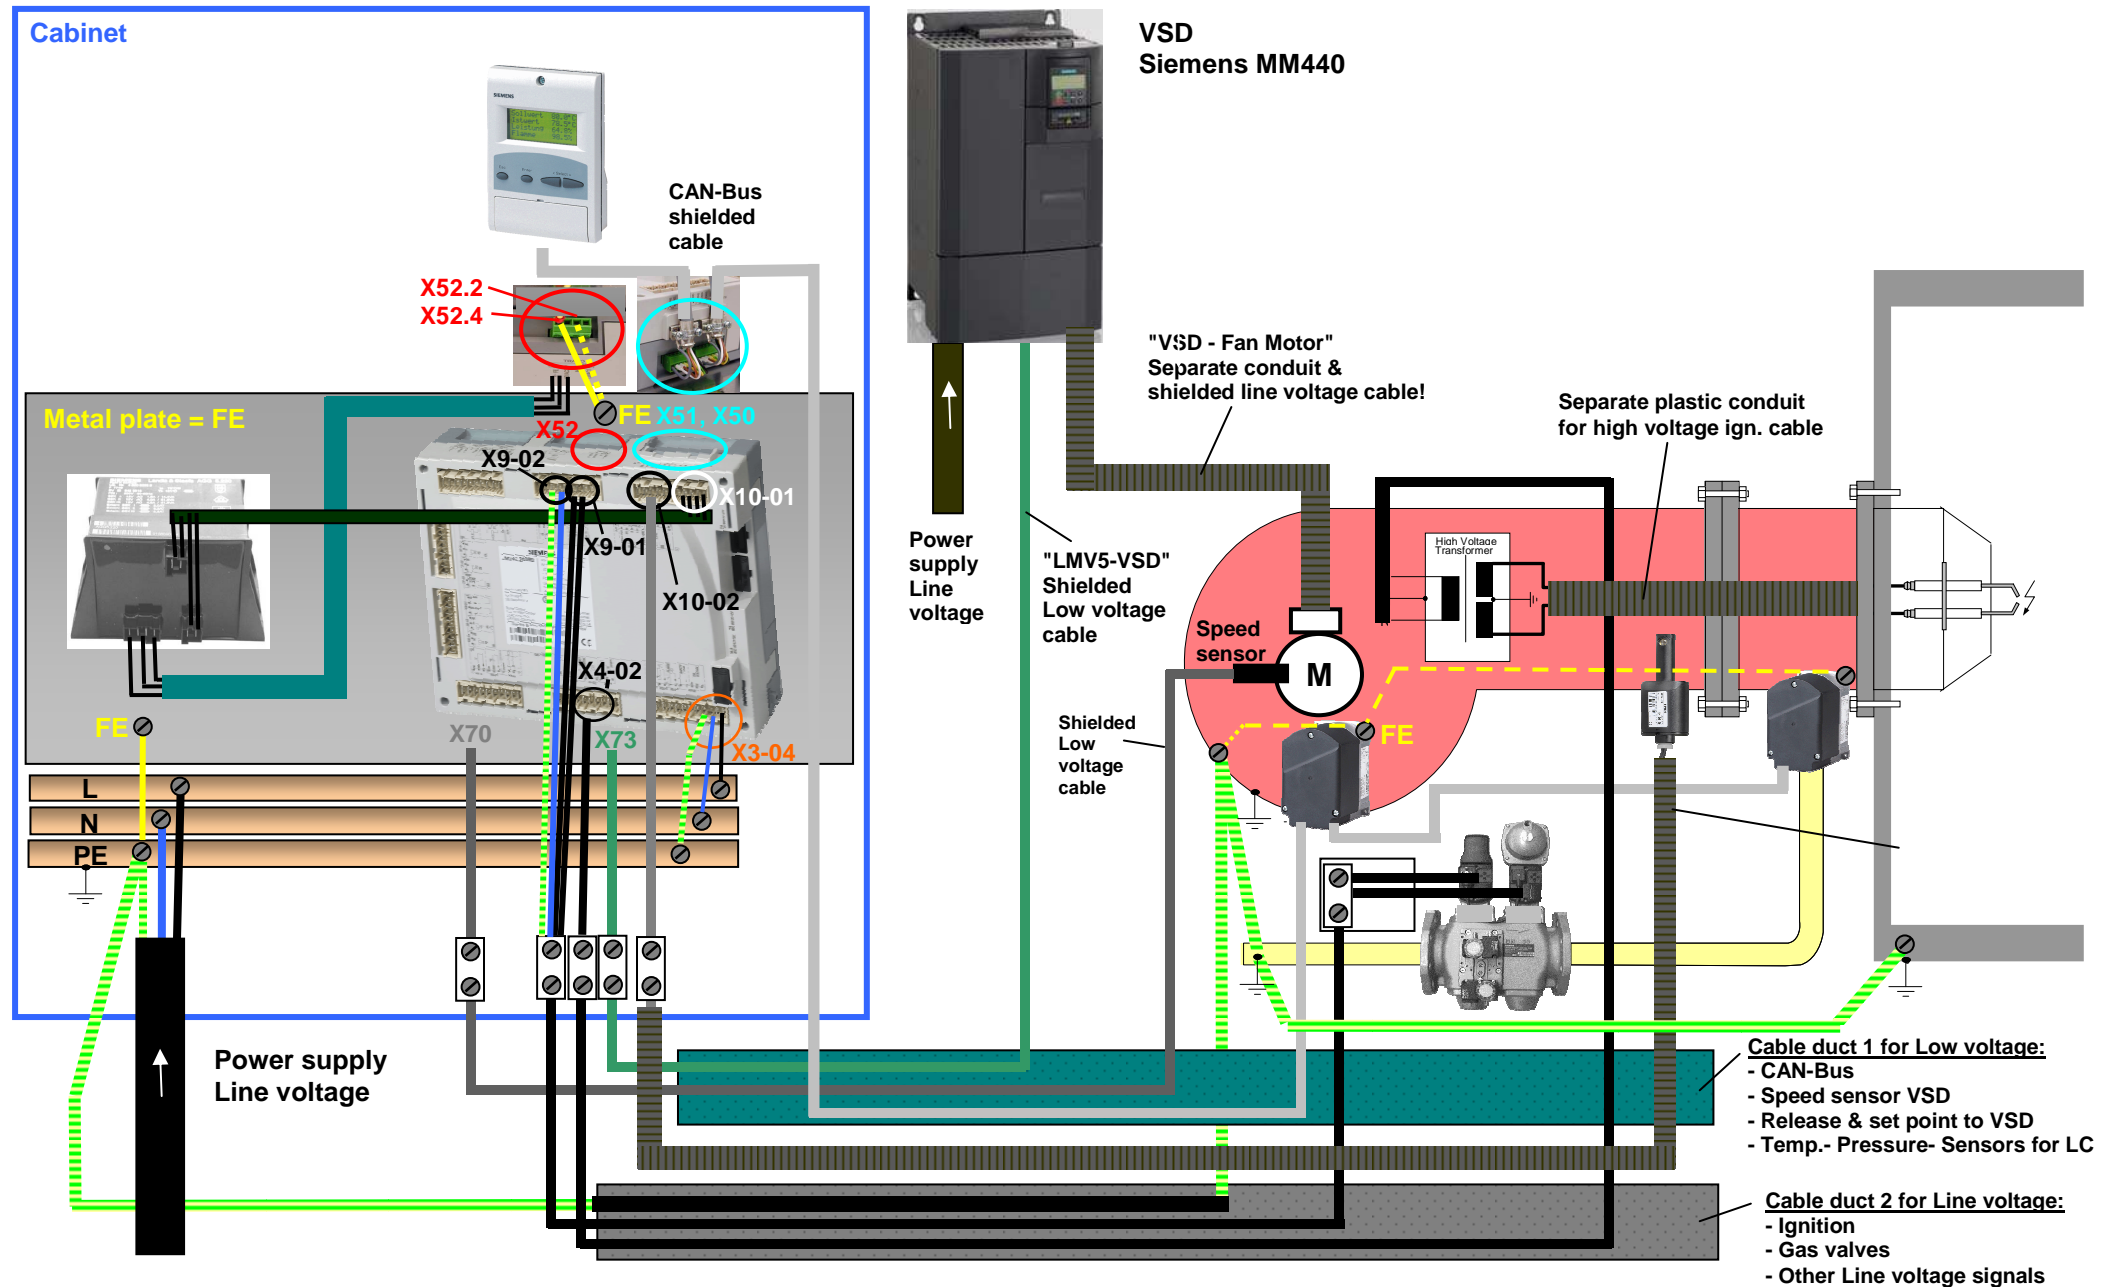 Cabinet
VSD
Siemens MM440
SIEMENS
CAN-Bus
shielded
cable
X52.2
X52.4
"VSD - Fan Motor"
Separate conduit &
shielded line voltage cable!
Separate plastic conduit
for high voltage ign. cable
Metal plate = FE
FE
X51, X50
X52
X9-02
X10-01
X9-01
X10-02
Power
supply
Line
voltage
"LMV5-VSD"
Shielded
Low voltage
cable
High Voltage
Transformer
Speed
sensor
M
X4-02
FE
X70
X73
X3-04
Shielded
Low
voltage
cable
FE
L
N
PE
Power supply
Line voltage
Cable duct 1 for Low voltage:
- CAN-Bus
- Speed sensor VSD
- Release & set point to VSD
- Temp.- Pressure- Sensors for LC
Cable duct 2 for Line voltage:
- Ignition
- Gas valves
- Other Line voltage signals